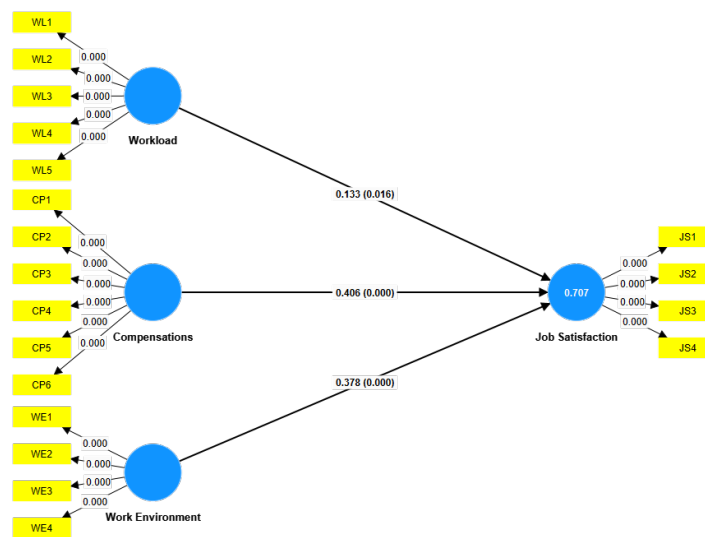 WL1
0.000
WL2
0.000
WL3
0.000
WL4
0.000
0.000
WL5
Workload
0.133 (0.016)
CP1
0.000
CP2
0.000
CP3
0.000
CP4
0.000
0.000
CP5
0.000
CP6
Compensations
0.406 (0.000)
WE1
0.000
WE2
0.000
WE3
0.000
0.000
WE4
Work Environment
0.378 (0.000)
0.707
Job Satisfaction
JS1
0.000
JS2
0.000
JS3
0.000
0.000
JS4